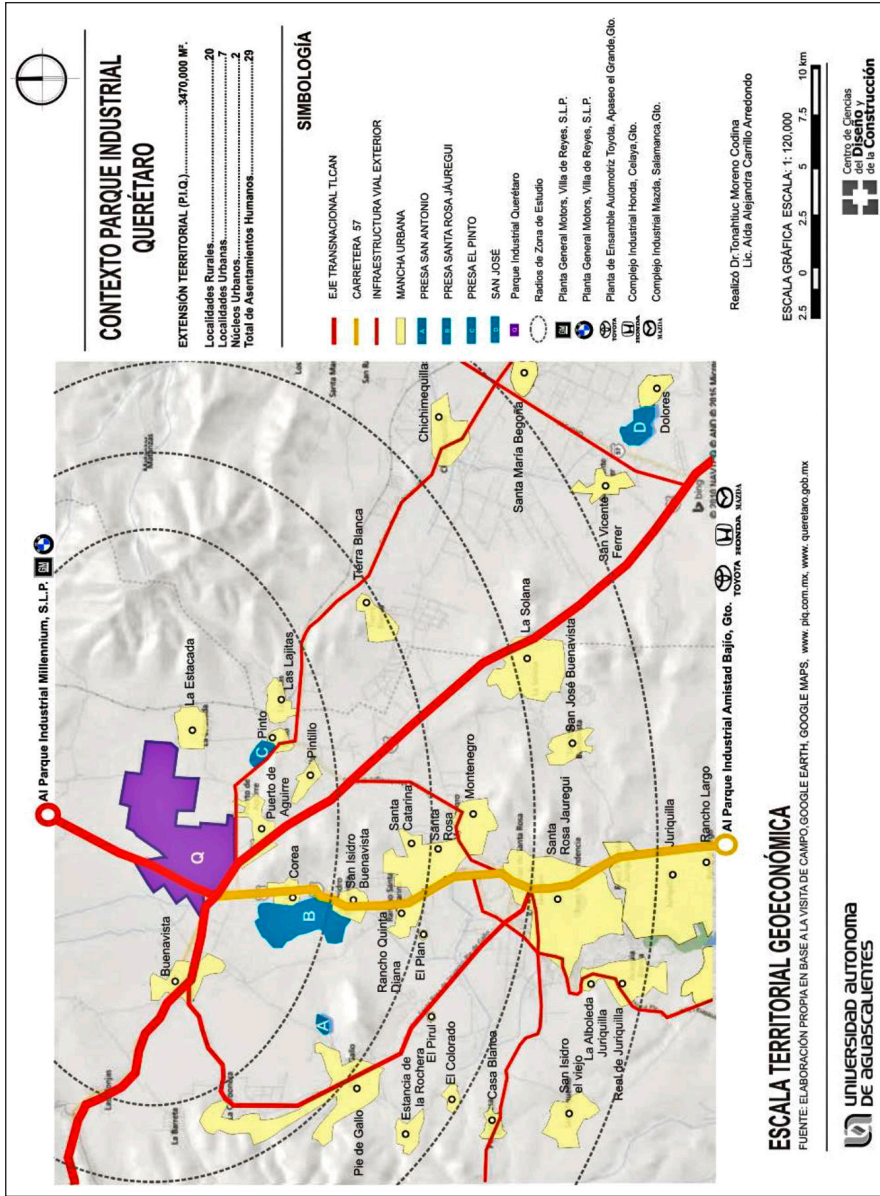 CONTEXTO PARQUE INDUSTRIAL
QUERÉTARO
EXTENSIÓN TERRITORIAL (P.I.Q.)..............3470,000 M².
Localidades Rurales..............20
Localidades Urbanas..............7
Núcleos Urbanos..............2
Total de Asentamientos Humanos..............29
SIMBOLOGÍA
EJE TRANSNACIONAL TLCAN
CARRETERA 57
INFRAESTRUCTURA VIAL EXTERIOR
MANCHA URBANA
A PRESA SAN ANTONIO
B PRESA SANTA ROSA JÁUREGUI
C PRESA EL PINTO
D SAN JOSÉ
Q Parque Industrial Querétaro
Radios de Zona de Estudio
GM Planta General Motors, Villa de Reyes, S.L.P.
Planta General Motors, Villa de Reyes, S.L.P.
TOYOTA Planta de Ensamble Automotriz Toyota, Apaseo el Grande,Gto.
HONDA Complejo Industrial Honda, Celaya,Gto.
MAZDA Complejo Industrial Mazda, Salamanca,Gto.
Realizó Dr.Tonahtiuc Moreno Codina
Lic. Aida Alejandra Carrillo Arredondo
ESCALA GRÁFICA ESCALA: 1: 120,000
2.5 0 2.5 5 7.5 10 km
Centro de Ciencias
del Diseño y
de la Construcción
Al Parque Industrial Millennium, S.L.P. GM
La Estacada
Q
Buenavista
La Barreta
Las Lajitas
Pinto
C
Puerto de
Aguirre
Pintillo
Corea
B
San Isidro
Buenavista
A
Pie de Gallo
Tierra Blanca
Chichimequillas
Santa Catarina
Santa Rosa
Montenegro
Rancho Quinta
Diana
El Plan
El Pirul
Estancia de
la Rochera
El Colorado
Casa Blanca
Santa María Begoña
La Solana
San Vicente
Ferrer
D
Dolores
San José Buenavista
Santa
Rosa Jauregui
San Isidro
el viejo
La Alboleda
Juriquilla
Real de Juriquilla
Juriquilla
Rancho Largo
bing
Al Parque Industrial Amistad Bajío, Gto.
TOYOTA HONDA MAZDA
ESCALA TERRITORIAL GEOECONÓMICA
FUENTE: ELABORACIÓN PROPIA EN BASE A LA VISITA DE CAMPO,GOOGLE EARTH, GOOGLE MAPS, www. piq.com.mx, www. queretaro.gob.mx
UNIVERSIDAD AUTONOMA
DE AGUASCALIENTES